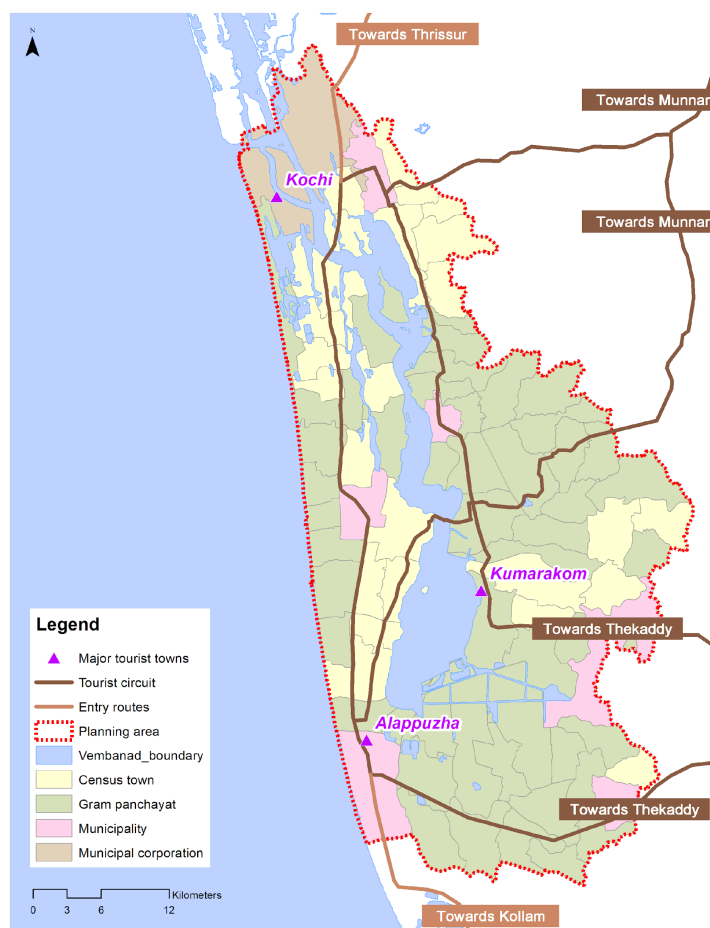 N
Towards Thrissur
Towards Munnar
Kochi
Towards Munnar
Kumarakom
Towards Thekaddy
Alappuzha
Towards Thekaddy
Towards Kollam
Legend
Major tourist towns
Tourist circuit
Entry routes
Planning area
Vembanad_boundary
Census town
Gram panchayat
Municipality
Municipal corporation
Kilometers
0 3 6 12